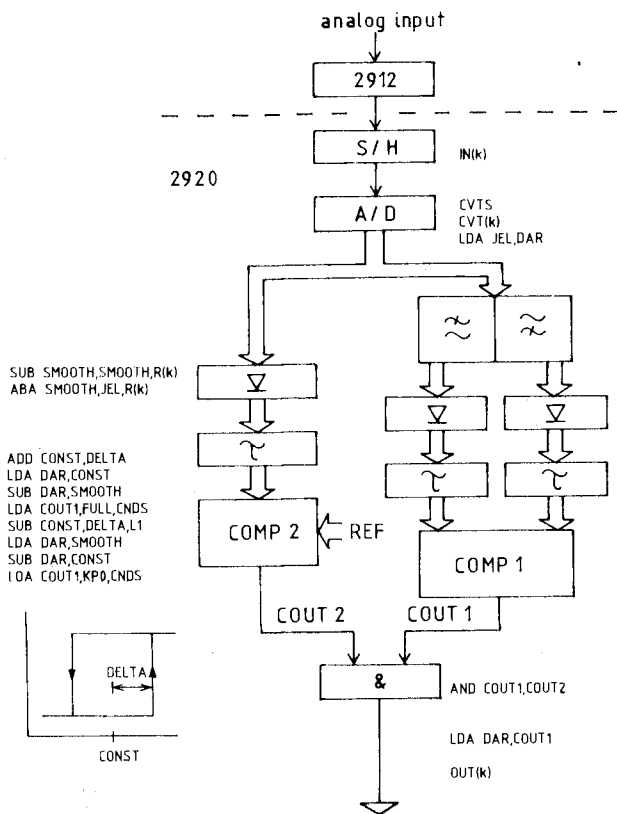 analog input
2912
S/H
IN(k)
2920
A/D
CVTS
CVT(k)
LDA JEL,DAR
SUB SMOOTH,SMOOTH,R(k)
ABA SMOOTH,JEL,R(k)
τ
τ
τ
ADD CONST,DELTA
LDA DAR,CONST
SUB DAR,SMOOTH
LDA COUT1,FULL,CNDS
SUB CONST,DELTA,L1
LDA DAR,SMOOTH
SUB DAR,CONST
LDA COUT1,KP0,CNDS
COMP 2
REF
COMP 1
COUT 2
COUT 1
DELTA
CONST
&
AND COUT1,COUT2
LDA DAR,COUT1
OUT(k)